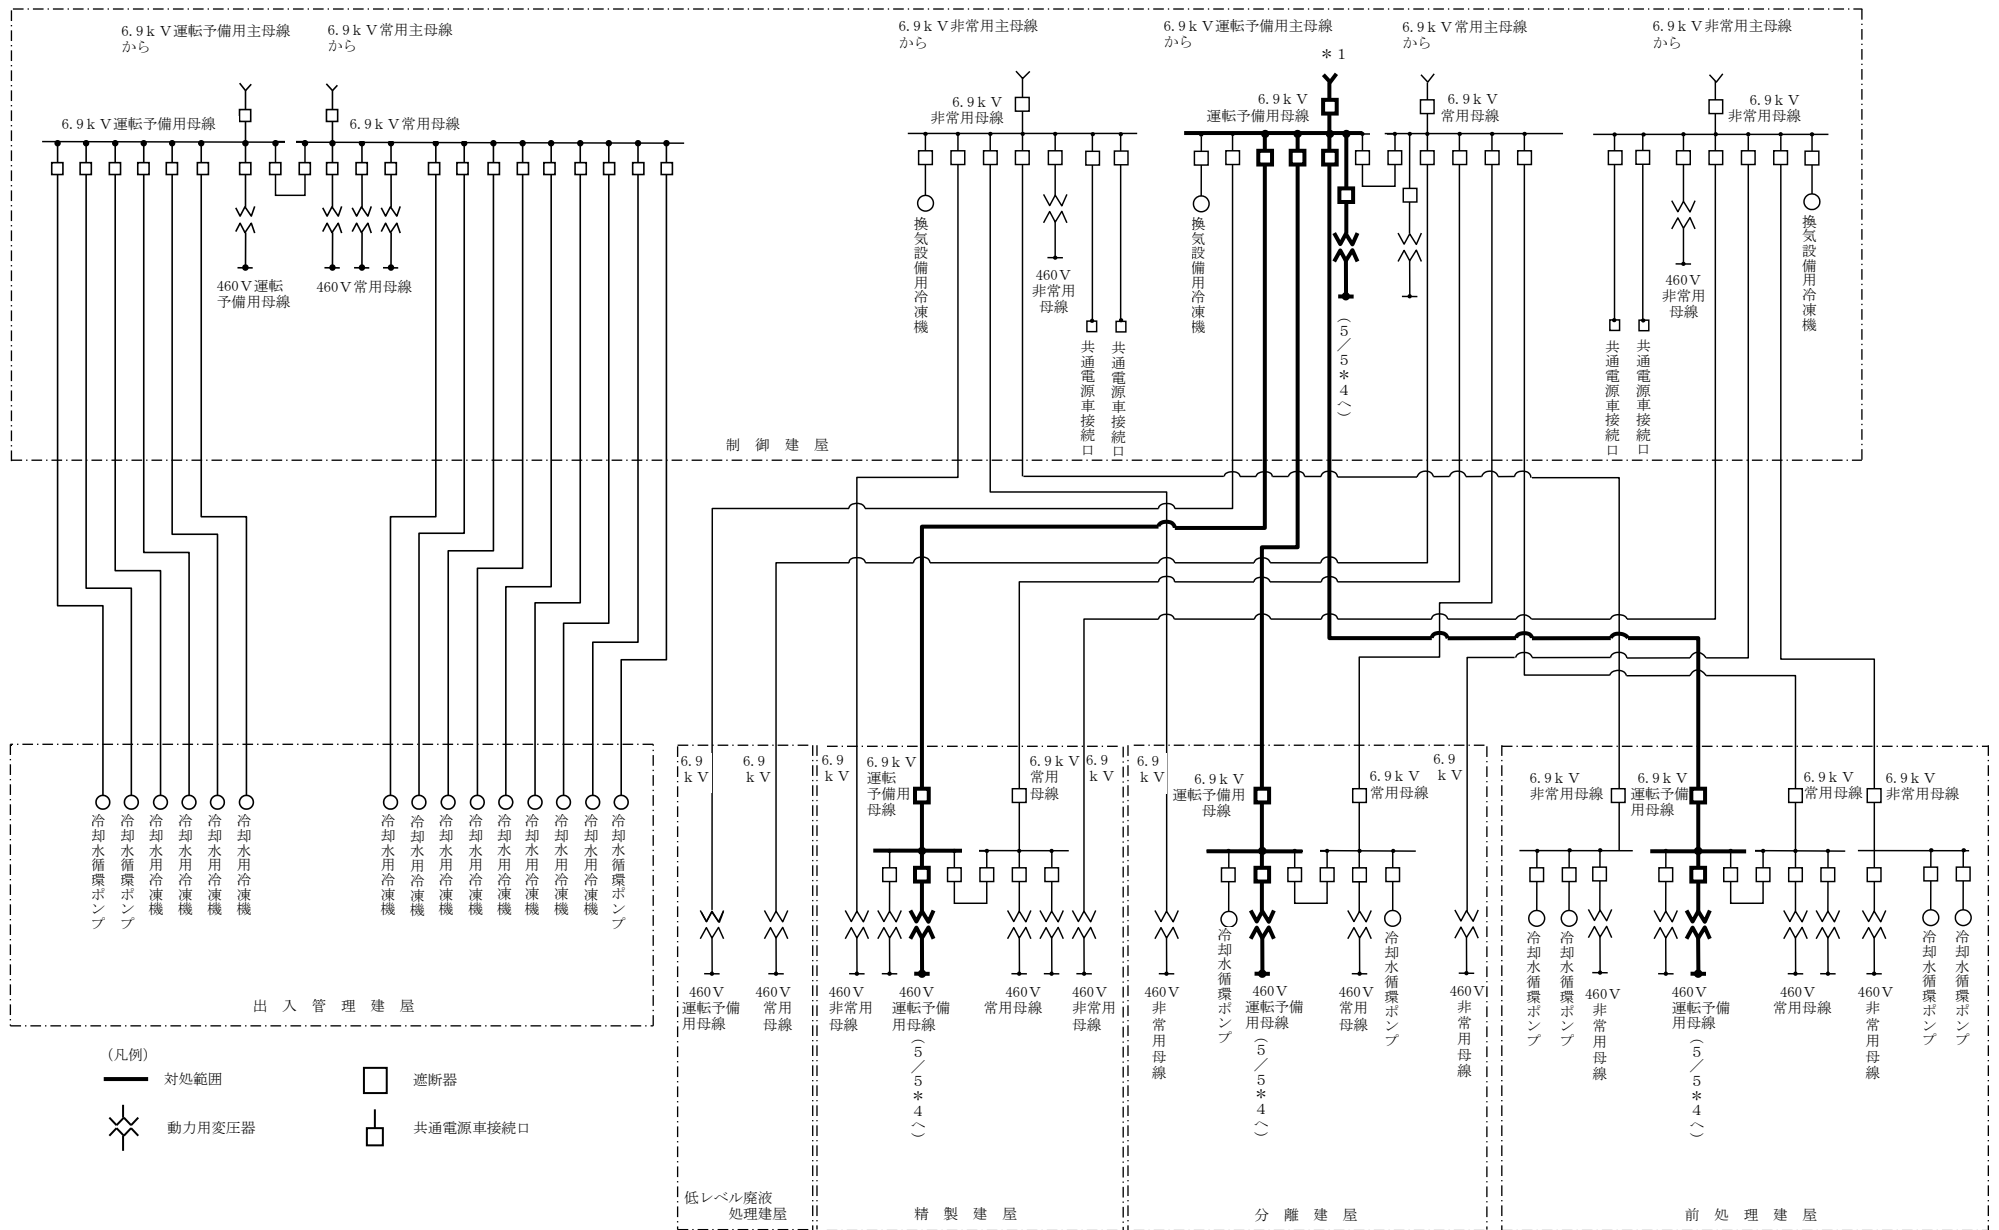 6.9kV運転予備用主母線
から
6.9kV常用主母線
から
6.9kV非常用主母線
から
6.9kV運転予備用主母線
から
6.9kV常用主母線
から
6.9kV非常用主母線
から
*1
6.9kV運転予備用母線
6.9kV常用母線
6.9kV
非常用母線
6.9kV
運転予備用母線
6.9kV
常用母線
6.9kV
非常用母線
460V運転
予備用母線
460V常用母線
換気設備用冷凍機
460V
非常用
母線
共通電源車接続口
共通電源車接続口
換気設備用冷凍機
(5/5*4へ)
共通電源車接続口
共通電源車接続口
460V
非常用
母線
換気設備用冷凍機
制御建屋
冷却水循環ポンプ
冷却水循環ポンプ
冷却水用冷凍機
冷却水用冷凍機
冷却水用冷凍機
冷却水用冷凍機
冷却水用冷凍機
冷却水用冷凍機
冷却水用冷凍機
冷却水用冷凍機
冷却水用冷凍機
冷却水用冷凍機
冷却水用冷凍機
冷却水用冷凍機
冷却水循環ポンプ
出入管理建屋
6.9
kV
6.9
kV
460V
運転予備
用母線
460V
常用
母線
低レベル廃液
処理建屋
6.9
kV
6.9kV
運転
予備用
母線
6.9kV
常用
母線
6.9
kV
460V
非常用
母線
460V
運転予備
用母線
(5/5*4へ)
460V
常用母線
460V
非常用
母線
精製建屋
6.9
kV
6.9kV
運転予備用
母線
6.9kV
常用母線
6.9
kV
460V
非常用母線
冷却水循環ポンプ
460V
運転予備
用母線
(5/5*4へ)
460V
常用
母線
冷却水循環ポンプ
460V
非常用母線
分離建屋
6.9kV
非常用母線
6.9kV
運転予備
用母線
6.9kV
常用母線
6.9kV
非常用母線
冷却水循環ポンプ
冷却水循環ポンプ
460V
非常用母線
460V
運転予備
用母線
(5/5*4へ)
460V
常用母線
460V
非常用母線
冷却水循環ポンプ
冷却水循環ポンプ
前処理建屋
(凡例)
対処範囲
遮断器
動力用変圧器
共通電源車接続口